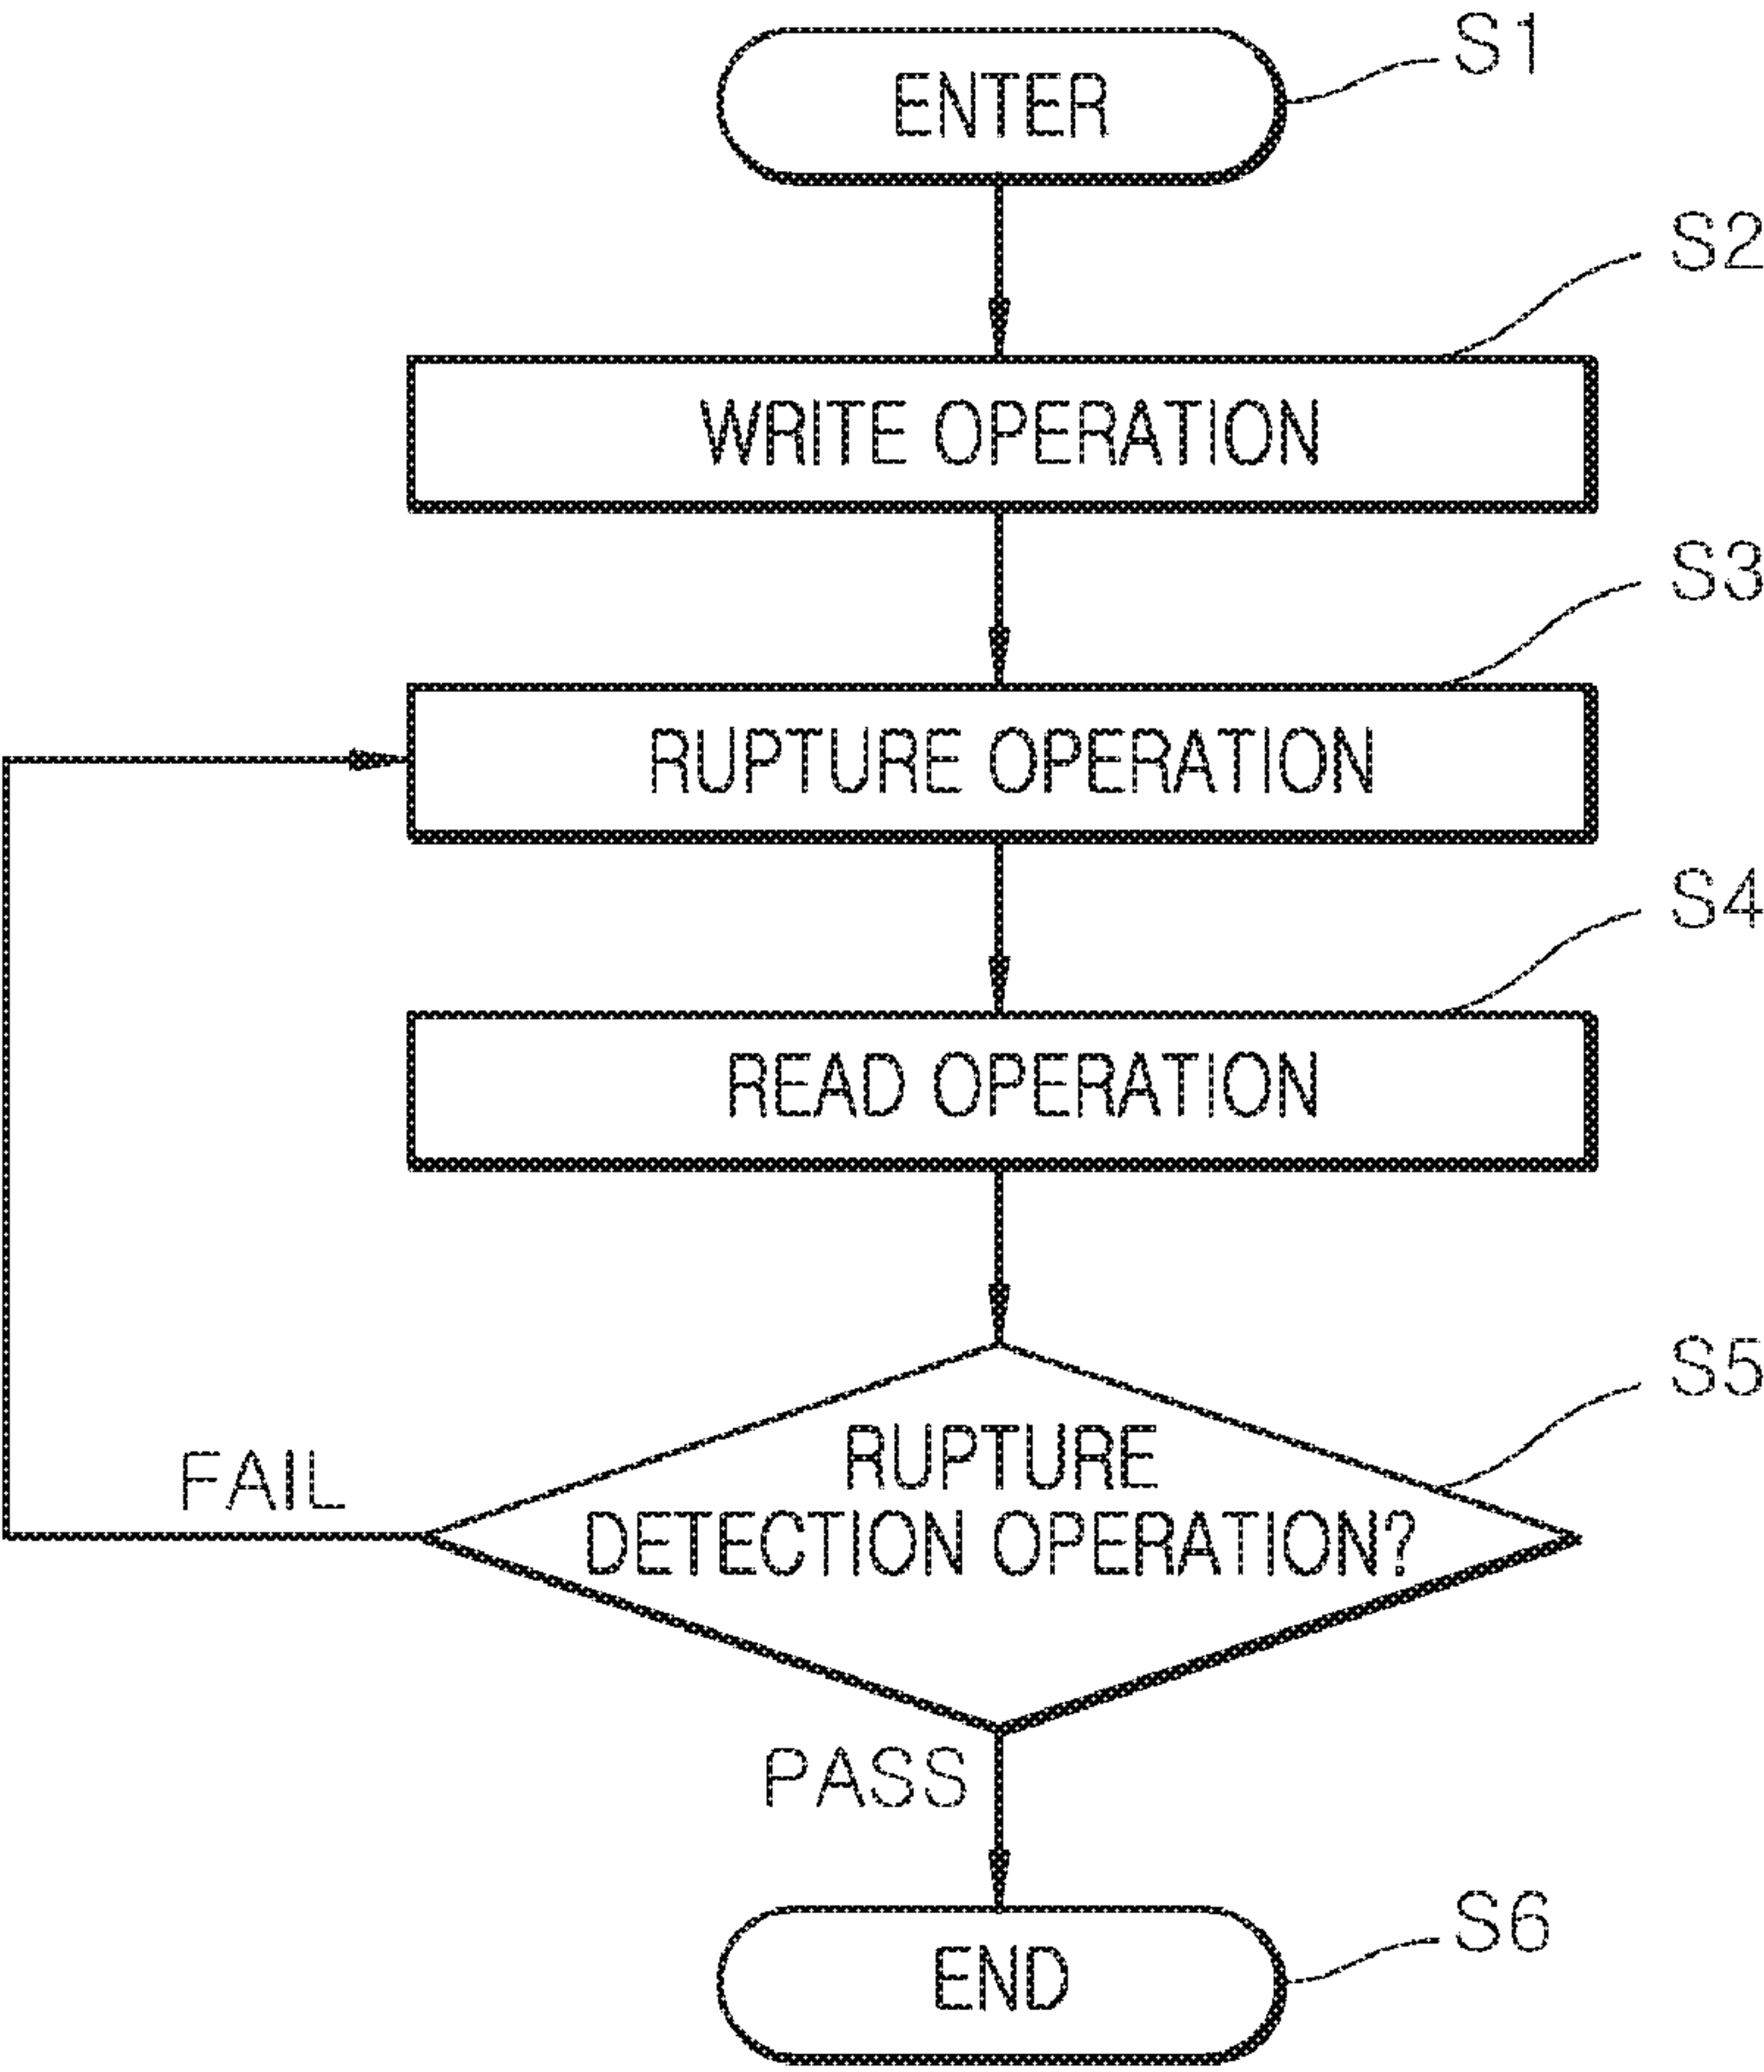 ENTER
S1
S2
WRITE OPERATION
S3
RUPTURE OPERATION
S4
READ OPERATION
S5
RUPTURE
DETECTION OPERATION?
FAIL
PASS
S6
END